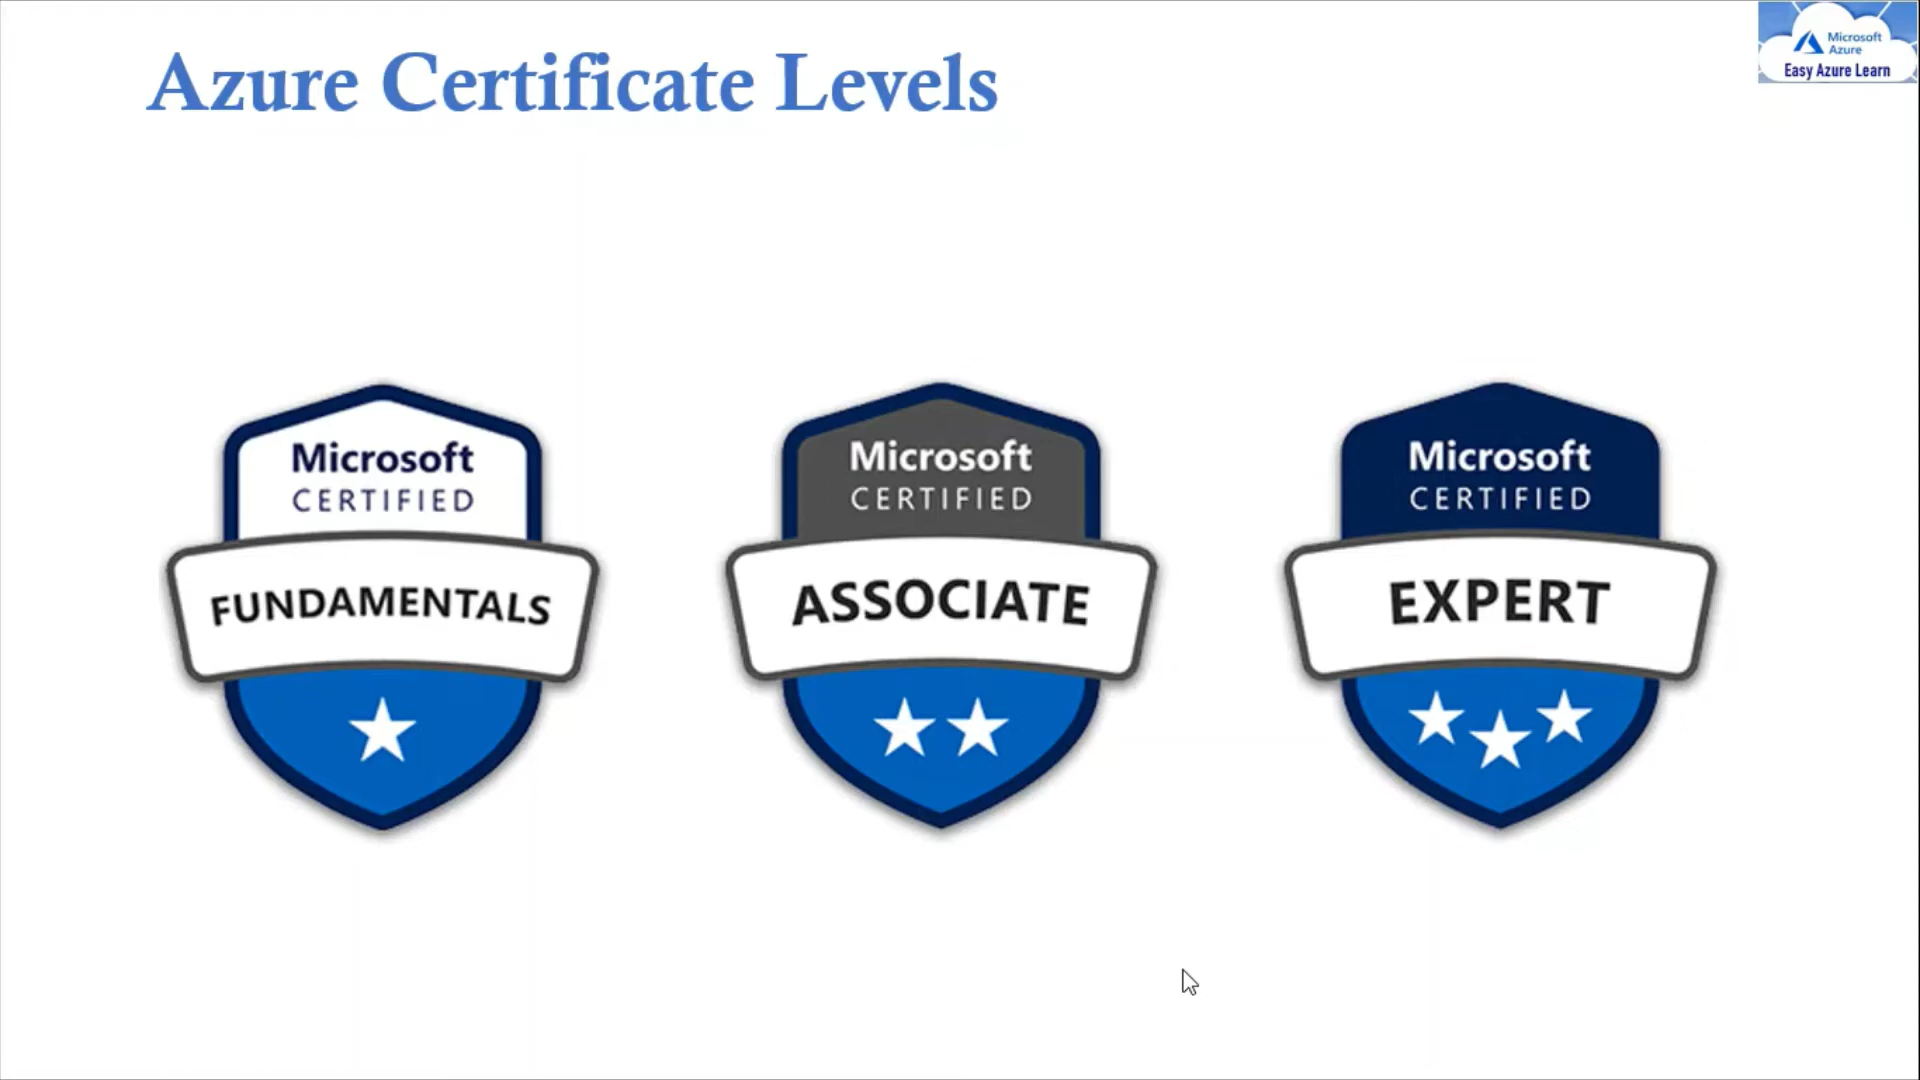 Azure Certificate Levels
Microsoft
Azure
Easy Azure Learn
Microsoft
CERTIFIED
FUNDAMENTALS
Microsoft
CERTIFIED
ASSOCIATE
Microsoft
CERTIFIED
EXPERT